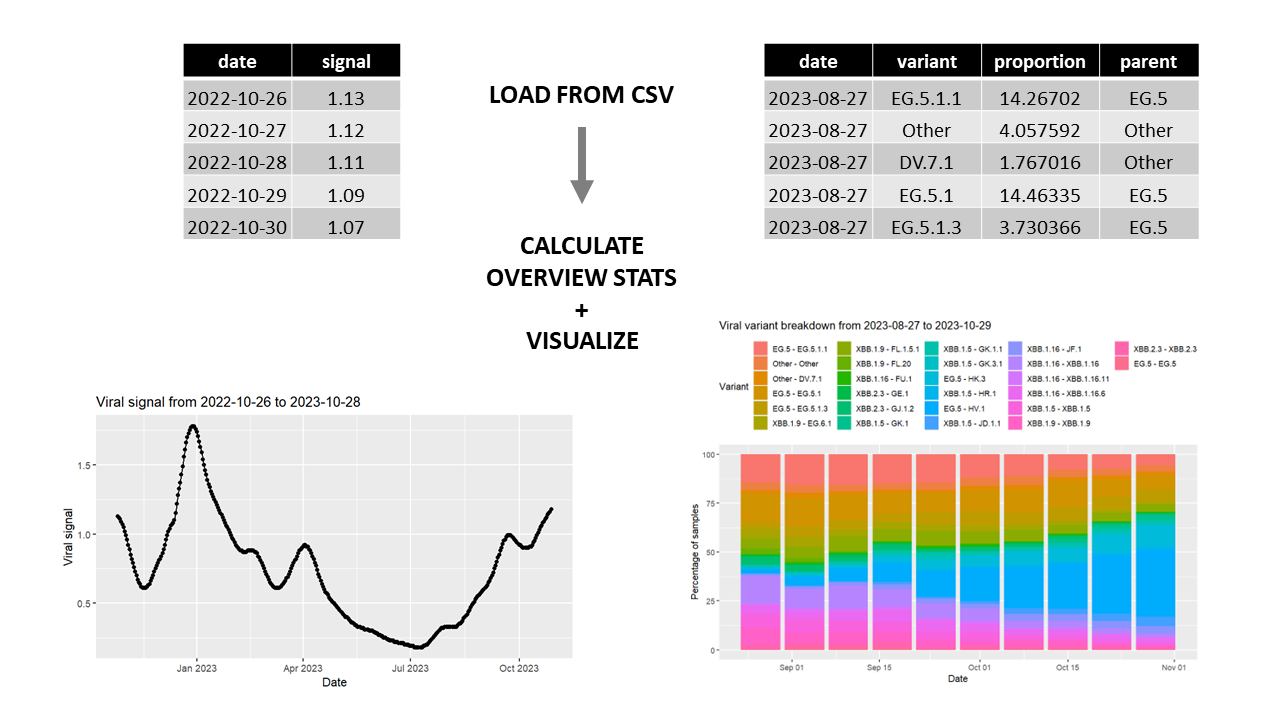 date signal
2022-10-26 1.13
2022-10-27 1.12
2022-10-28 1.11
2022-10-29 1.09
2022-10-30 1.07
LOAD FROM CSV
CALCULATE
OVERVIEW STATS
+
VISUALIZE
date variant proportion parent
2023-08-27 EG.5.1.1 14.26702 EG.5
2023-08-27 Other 4.057592 Other
2023-08-27 DV.7.1 1.767016 Other
2023-08-27 EG.5.1 14.46335 EG.5
2023-08-27 EG.5.1.3 3.730366 EG.5
Viral signal from 2022-10-26 to 2023-10-28
Viral signal
1.5
1.0
0.5
Jan 2023 Apr 2023 Jul 2023 Oct 2023
Date
Viral variant breakdown from 2023-08-27 to 2023-10-29
Variant
EG.5 - EG.5.1.1 XBB.1.9 - FL.1.5.1 XBB.1.5 - GK.1.1 XBB.1.16 - JF.1 XBB.2.3 - XBB.2.3
Other - Other XBB.1.9 - FL.20 XBB.1.5 - GK.3.1 XBB.1.16 - XBB.1.16 EG.5 - EG.5
Other - DV.7.1 XBB.1.16 - FU.1 EG.5 - HK.3 XBB.1.16 - XBB.1.16.11
EG.5 - EG.5.1 XBB.2.3 - GE.1 XBB.1.5 - HR.1 XBB.1.16 - XBB.1.16.6
EG.5 - EG.5.1.3 XBB.2.3 - GJ.1.2 EG.5 - HV.1 XBB.1.5 - XBB.1.5
XBB.1.9 - EG.6.1 XBB.1.5 - GK.1 XBB.1.5 - JD.1.1 XBB.1.9 - XBB.1.9
Percentage of samples
100
75
50
25
0
Sep 01 Sep 15 Oct 01 Oct 15 Nov 01
Date